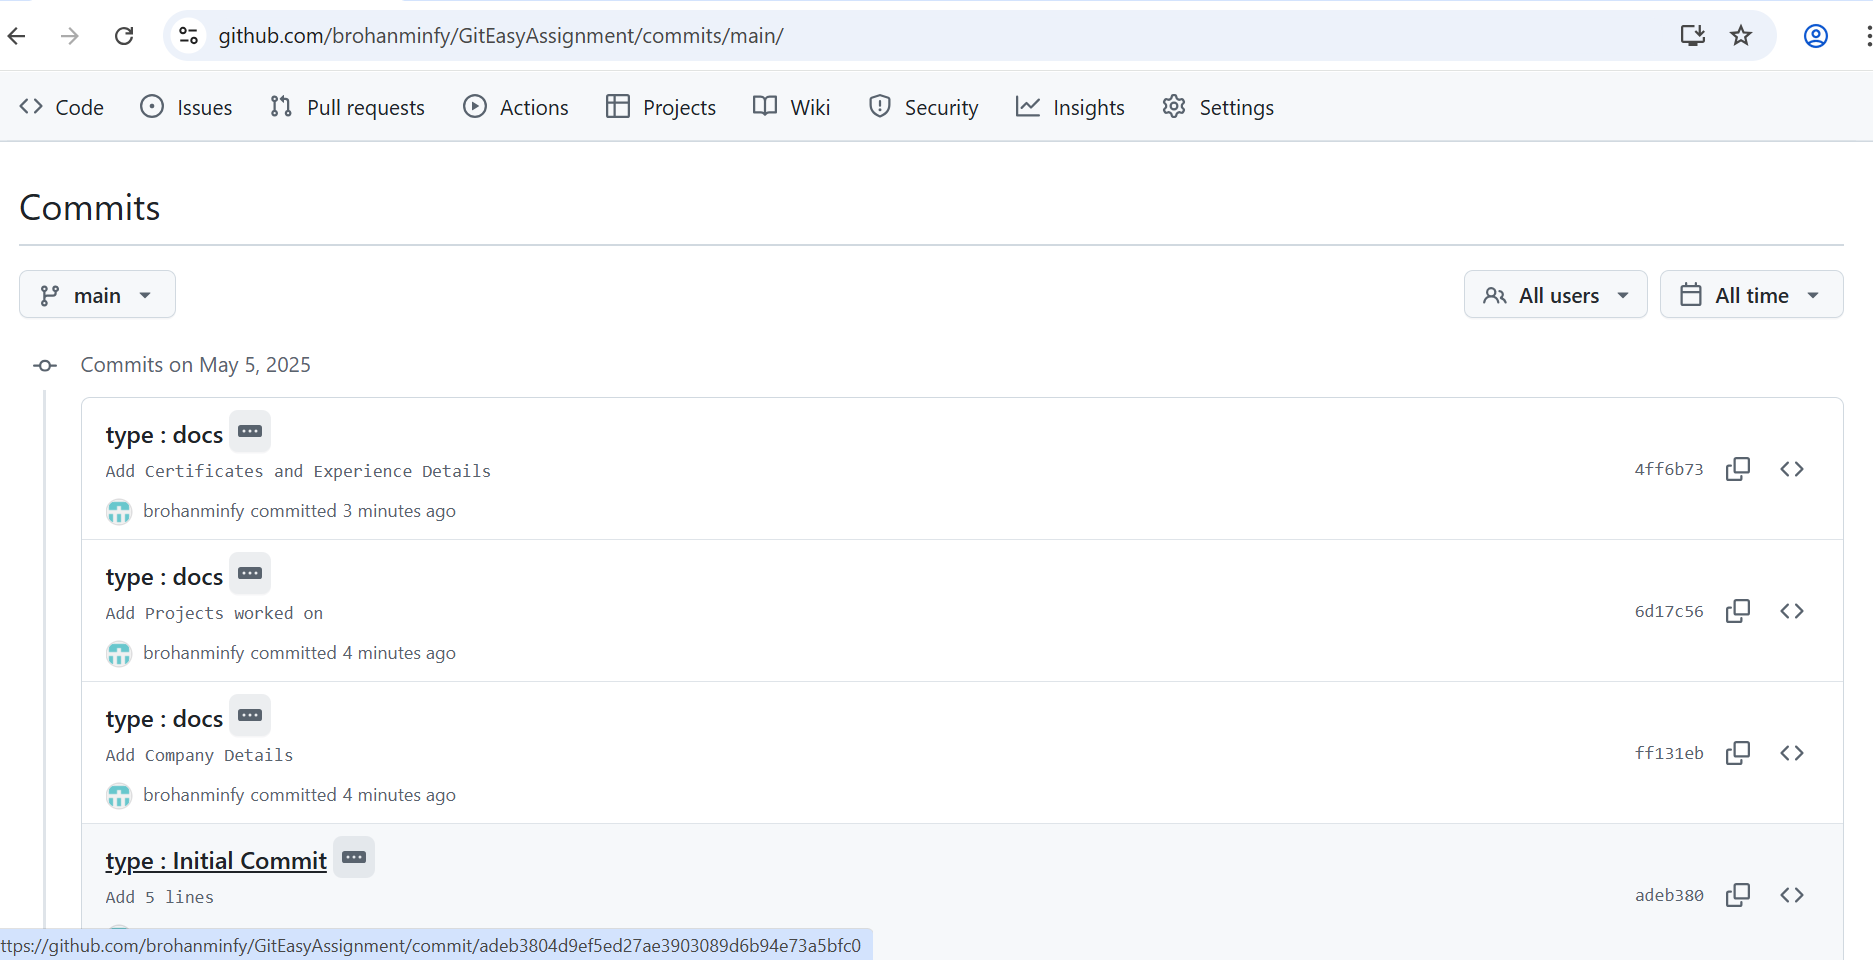 github.com/brohanminfy/GitEasyAssignment/commits/main/
Code Issues Pull requests Actions Projects Wiki Security Insights Settings
Commits
main All users All time
Commits on May 5, 2025
type : docs
Add Certificates and Experience Details
4ff6b73
brohanminfy committed 3 minutes ago
type : docs
Add Projects worked on
6d17c56
brohanminfy committed 4 minutes ago
type : docs
Add Company Details
ff131eb
brohanminfy committed 4 minutes ago
type : Initial Commit
Add 5 lines
adeb380
ttps://github.com/brohanminfy/GitEasyAssignment/commit/adeb3804d9ef5ed27ae3903089d6b94e73a5bfc0